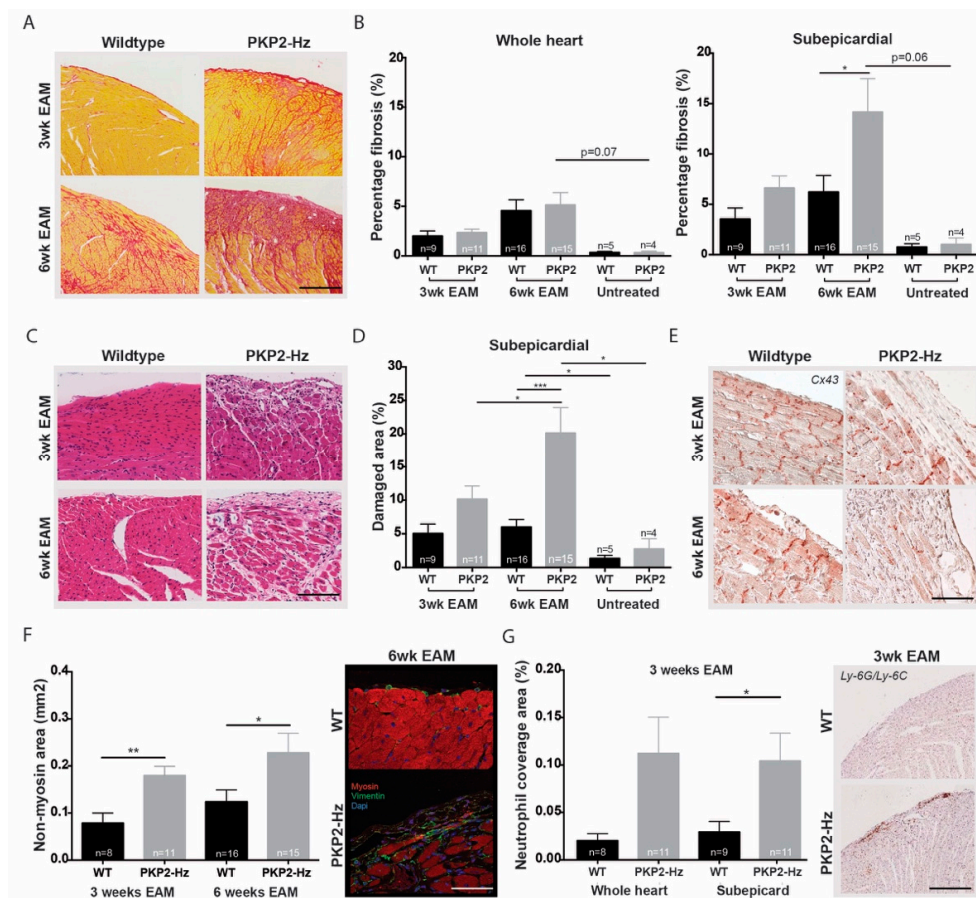 A
Wildtype PKP2-Hz
3wk EAM
6wk EAM
B
Whole heart
Percentage fibrosis (%)
20
15
10
5
0
p=0.07
n=9 n=11 n=16 n=15 n=5 n=4
WT PKP2 WT PKP2 WT PKP2
3wk EAM 6wk EAM Untreated
Subepicardial
Percentage fibrosis (%)
20
15
10
5
0
* p=0.06
n=9 n=11 n=16 n=15 n=5 n=4
WT PKP2 WT PKP2 WT PKP2
3wk EAM 6wk EAM Untreated
C
Wildtype PKP2-Hz
3wk EAM
6wk EAM
D
Subepicardial
Damaged area (%)
30
25
20
15
10
5
0
*
*
***
*
n=9 n=11 n=16 n=15 n=5 n=4
WT PKP2 WT PKP2 WT PKP2
3wk EAM 6wk EAM Untreated
E
Wildtype PKP2-Hz
Cx43
3wk EAM
6wk EAM
F
Non-myosin area (mm2)
0.4
0.3
0.2
0.1
0.0
** *
n=8 n=11 n=16 n=15
WT PKP2-Hz WT PKP2-Hz
3 weeks EAM 6 weeks EAM
6wk EAM
WT
PKP2-Hz
Myosin
Vimentin
Dapi
G
3 weeks EAM
Neutrophil coverage area (%)
0.20
0.15
0.10
0.05
0.00
*
n=8 n=11 n=9 n=11
WT PKP2-Hz WT PKP2-Hz
Whole heart Subepicard
3wk EAM
Ly-6G/Ly-6C
WT
PKP2-Hz